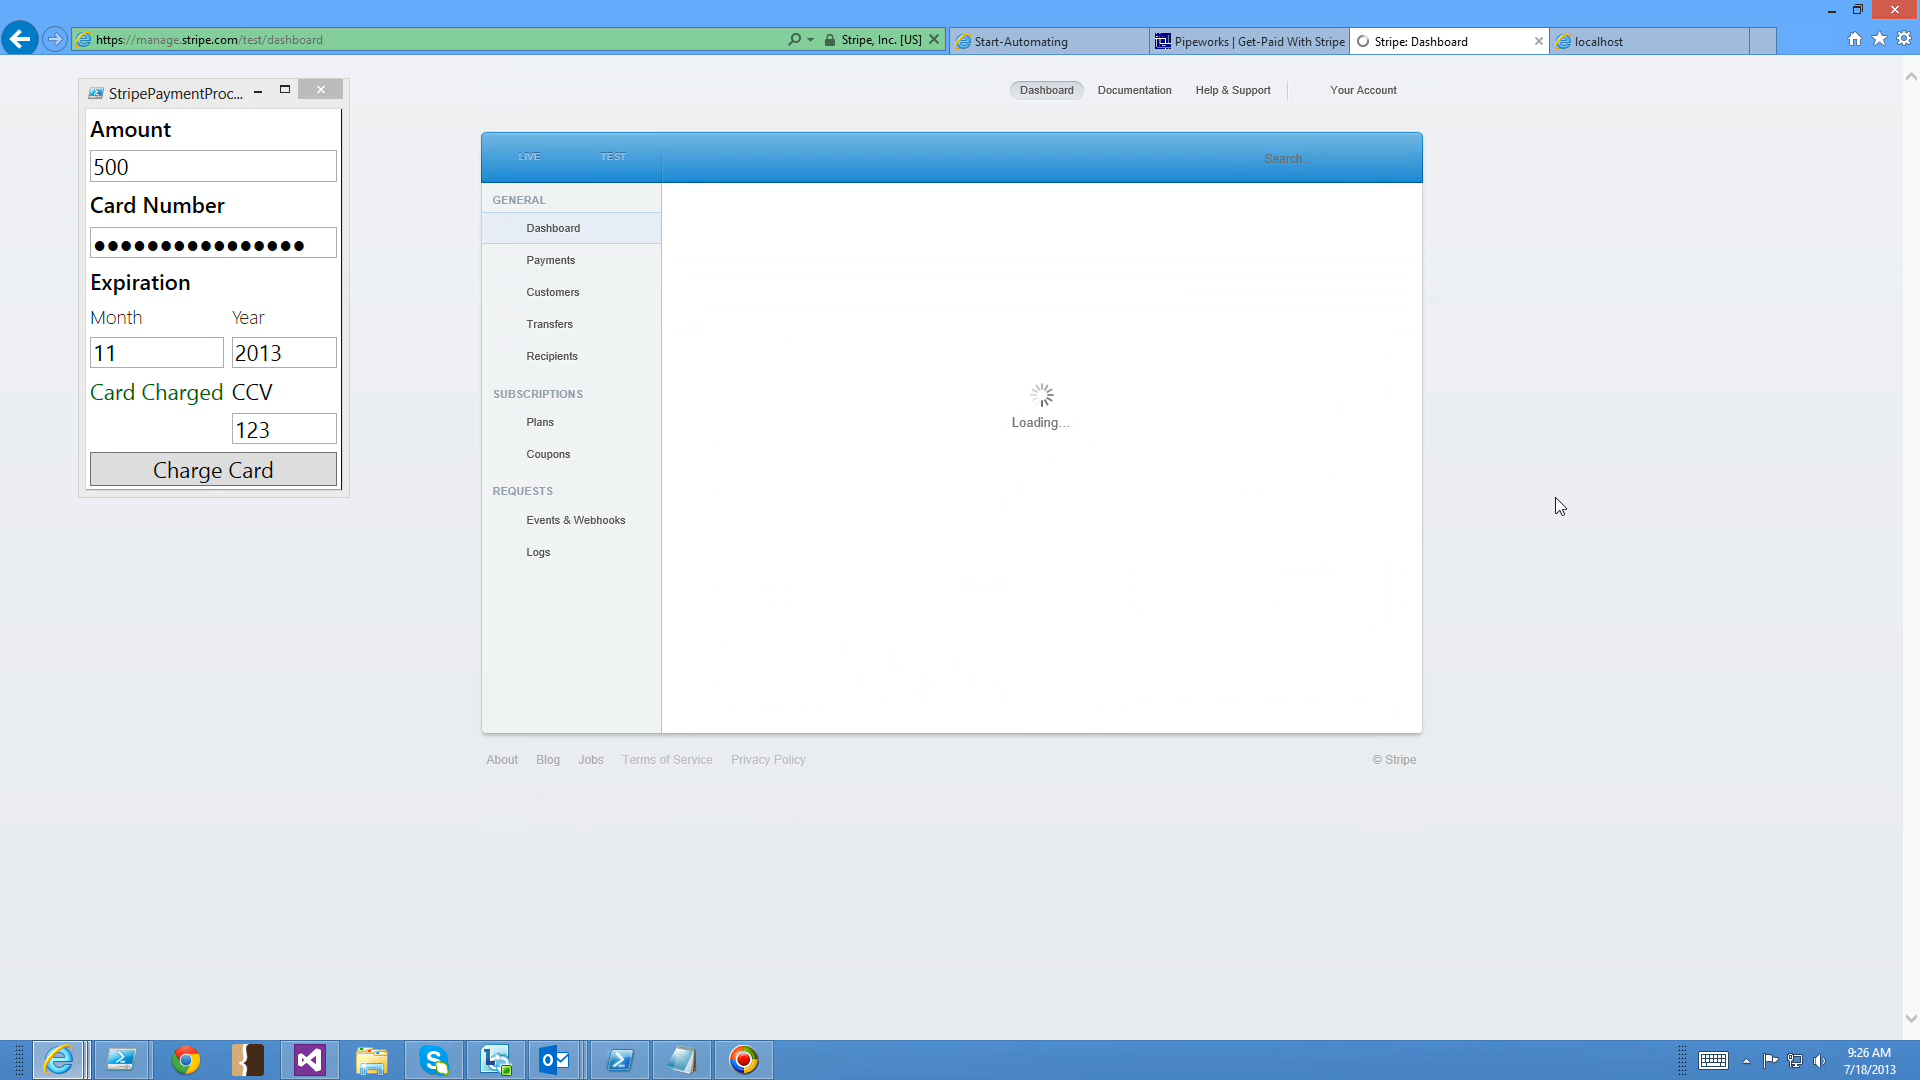 https://manage.stripe.com/test/dashboard
Stripe, Inc. [US]
Start-Automating
Pipeworks | Get-Paid With Stripe
Stripe: Dashboard
localhost
StripePaymentProc...
Amount
500
Card Number
Expiration
Month Year
11 2013
Card Charged CCV
123
Charge Card
Dashboard Documentation Help & Support Your Account
LIVE TEST Search...
GENERAL
Dashboard
Payments
Customers
Transfers
Recipients
SUBSCRIPTIONS
Plans
Coupons
REQUESTS
Events & Webhooks
Logs
Loading...
About Blog Jobs Terms of Service Privacy Policy © Stripe
9:26 AM
7/18/2013